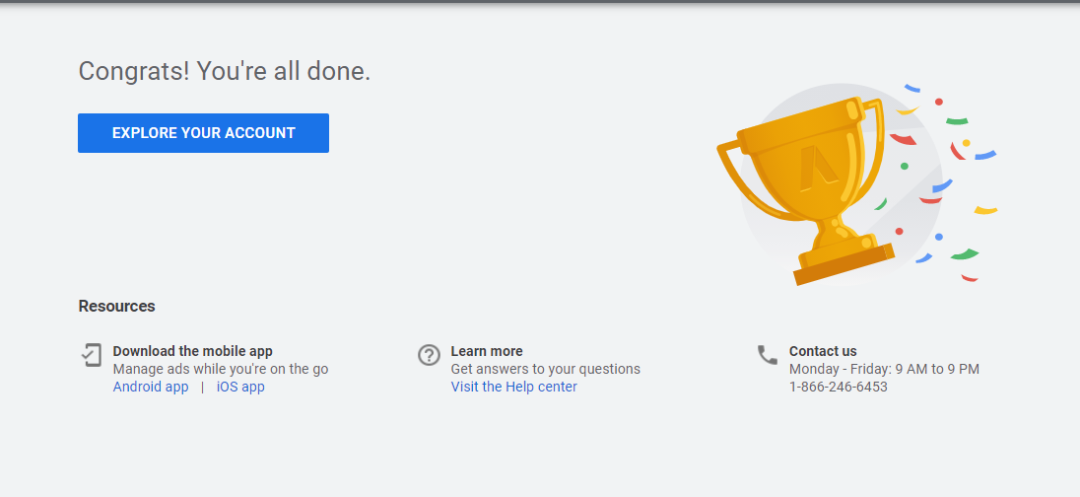 Congrats! You're all done.
EXPLORE YOUR ACCOUNT
Resources
Download the mobile app
Manage ads while you're on the go
Android app | iOS app
Learn more
Get answers to your questions
Visit the Help center
Contact us
Monday - Friday: 9 AM to 9 PM
1-866-246-6453